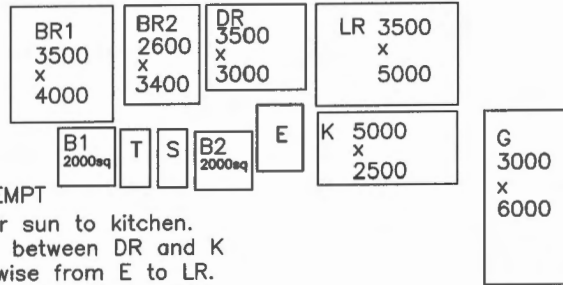 BR1
3500
x
4000
BR2
2600
x
3400
DR
3500
x
3000
LR 3500
x
5000
B1
2000sq
T
S
B2
2000sq
E
K 5000
x
2500
G
3000
x
6000
EMPT
r sun to kitchen.
between DR and K
wise from E to LR.